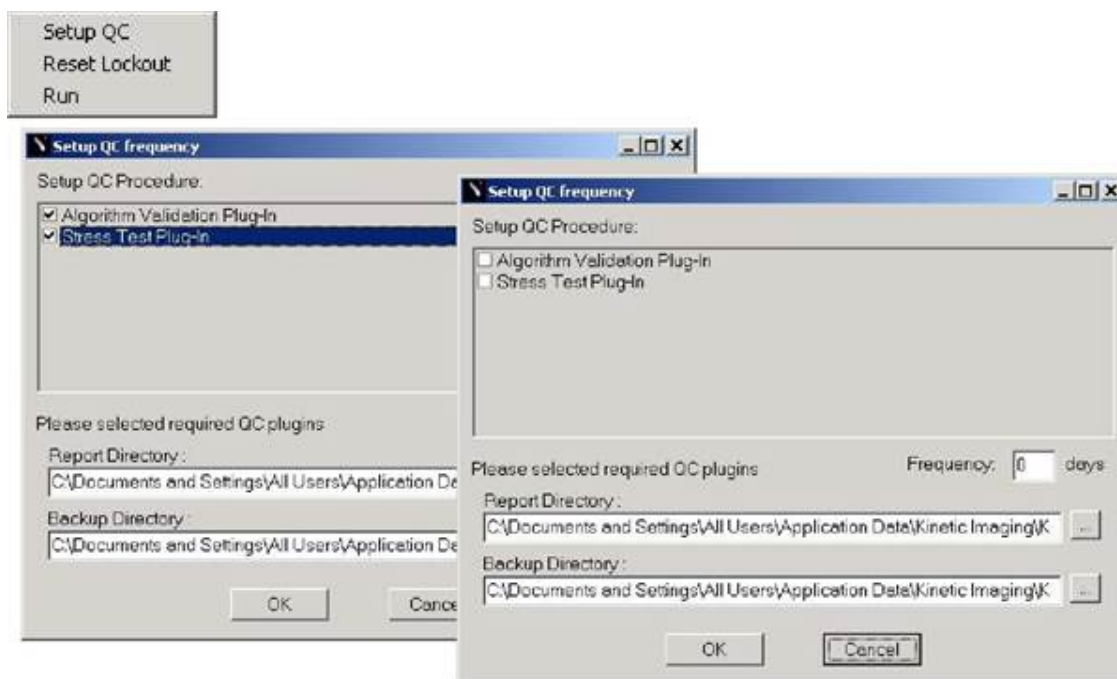 Setup QC
Reset Lockout
Run
Setup QC frequency
Setup QC Procedure:
Algorithm Validation Plug-In
Stress Test Plug-In
Please selected required QC plugins
Report Directory :
C:\Documents and Settings\All Users\Application Da
Backup Directory :
C:\Documents and Settings\All Users\Application De
OK
Cance
Setup QC frequency
Setup QC Procedure:
Algorithm Validation Plug-In
Stress Test Plug-In
Please selected required QC plugins
Frequency: 0 days
Report Directory :
C:\Documents and Settings\All Users\Application Data\Kinetic Imaging\K
...
Backup Directory :
C:\Documents and Settings\All Users\Application Data\Kinetic Imaging\K
...
OK
Cancel